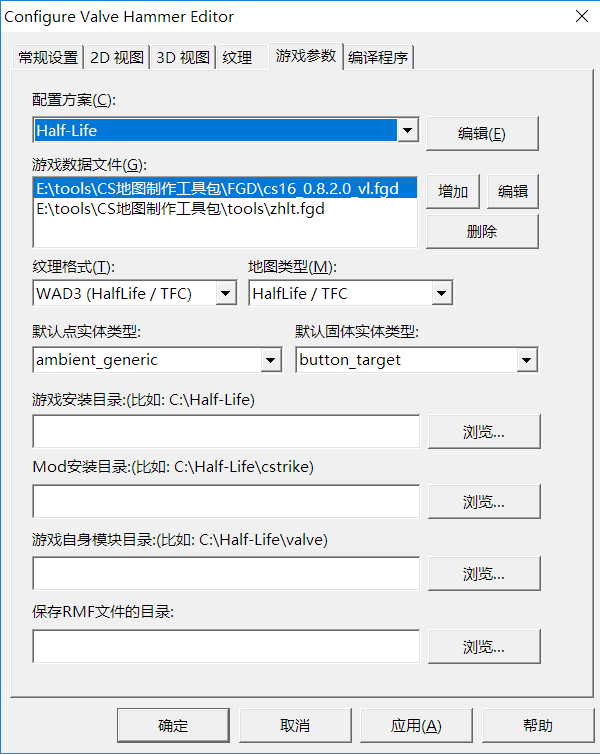 Configure Valve Hammer Editor
常规设置 2D 视图 3D 视图 纹理 游戏参数 编译程序
配置方案(C):
Half-Life 编辑(E)
游戏数据文件(G):
E:\tools\CS地图制作工具包\FGD\cs16_0.8.2.0_vl.fgd 增加 编辑
E:\tools\CS地图制作工具包\tools\zhlt.fgd
删除
纹理格式(T): 地图类型(M):
WAD3 (HalfLife / TFC) HalfLife / TFC
默认点实体类型: 默认固体实体类型:
ambient_generic button_target
游戏安装目录:(比如: C:\Half-Life)
浏览...
Mod安装目录:(比如: C:\Half-Life\cstrike)
浏览...
游戏自身模块目录:(比如: C:\Half-Life\valve)
浏览...
保存RMF文件的目录:
浏览...
确定 取消 应用(A) 帮助